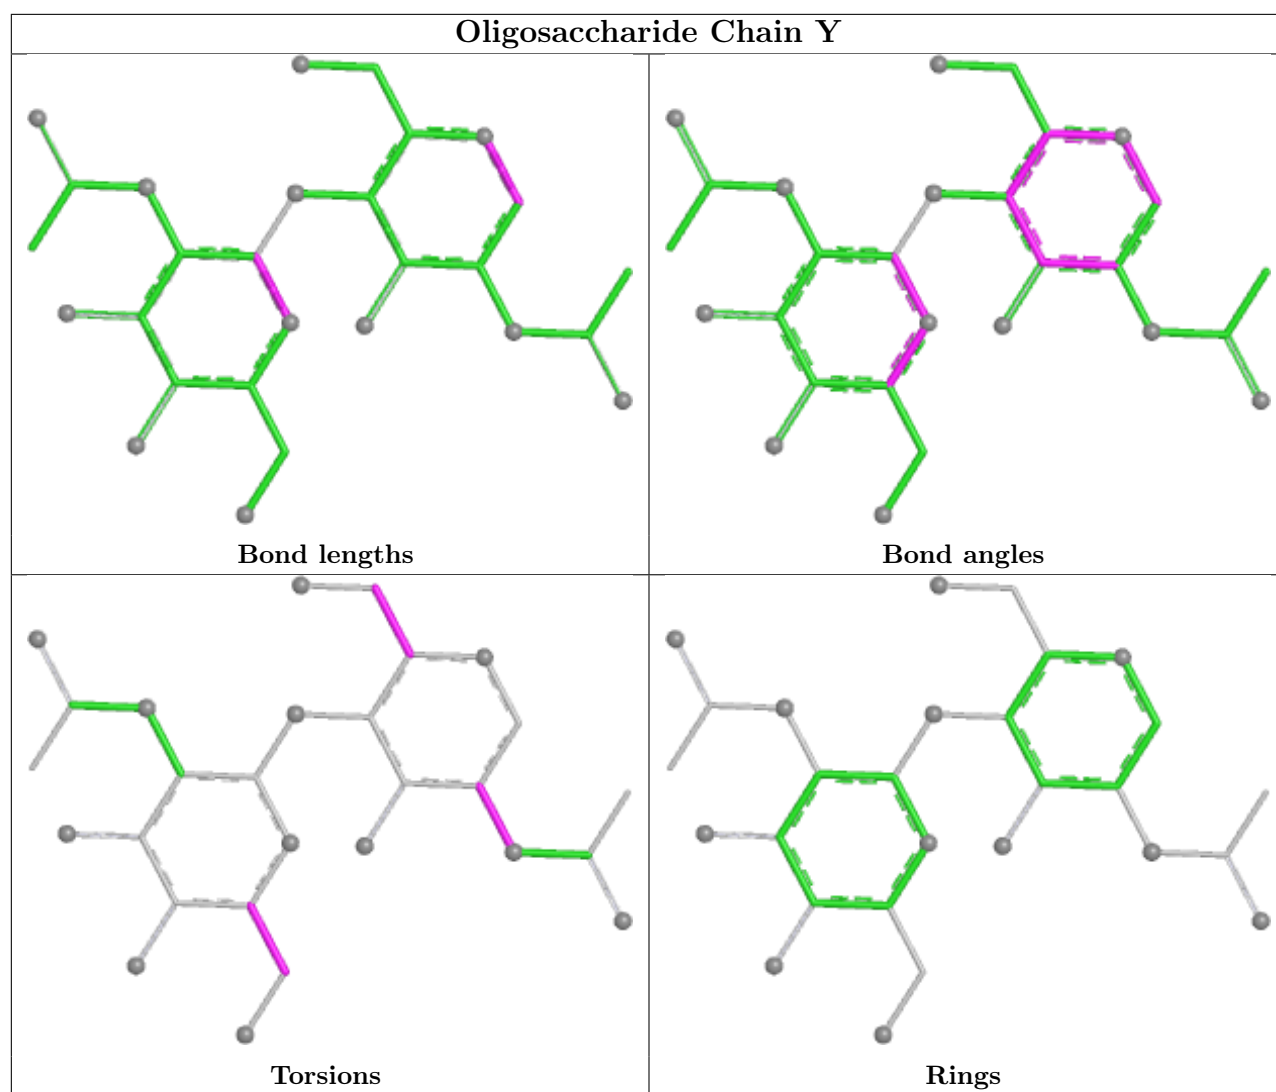 Oligosaccharide Chain Y
Bond lengths
Bond angles
Torsions
Rings